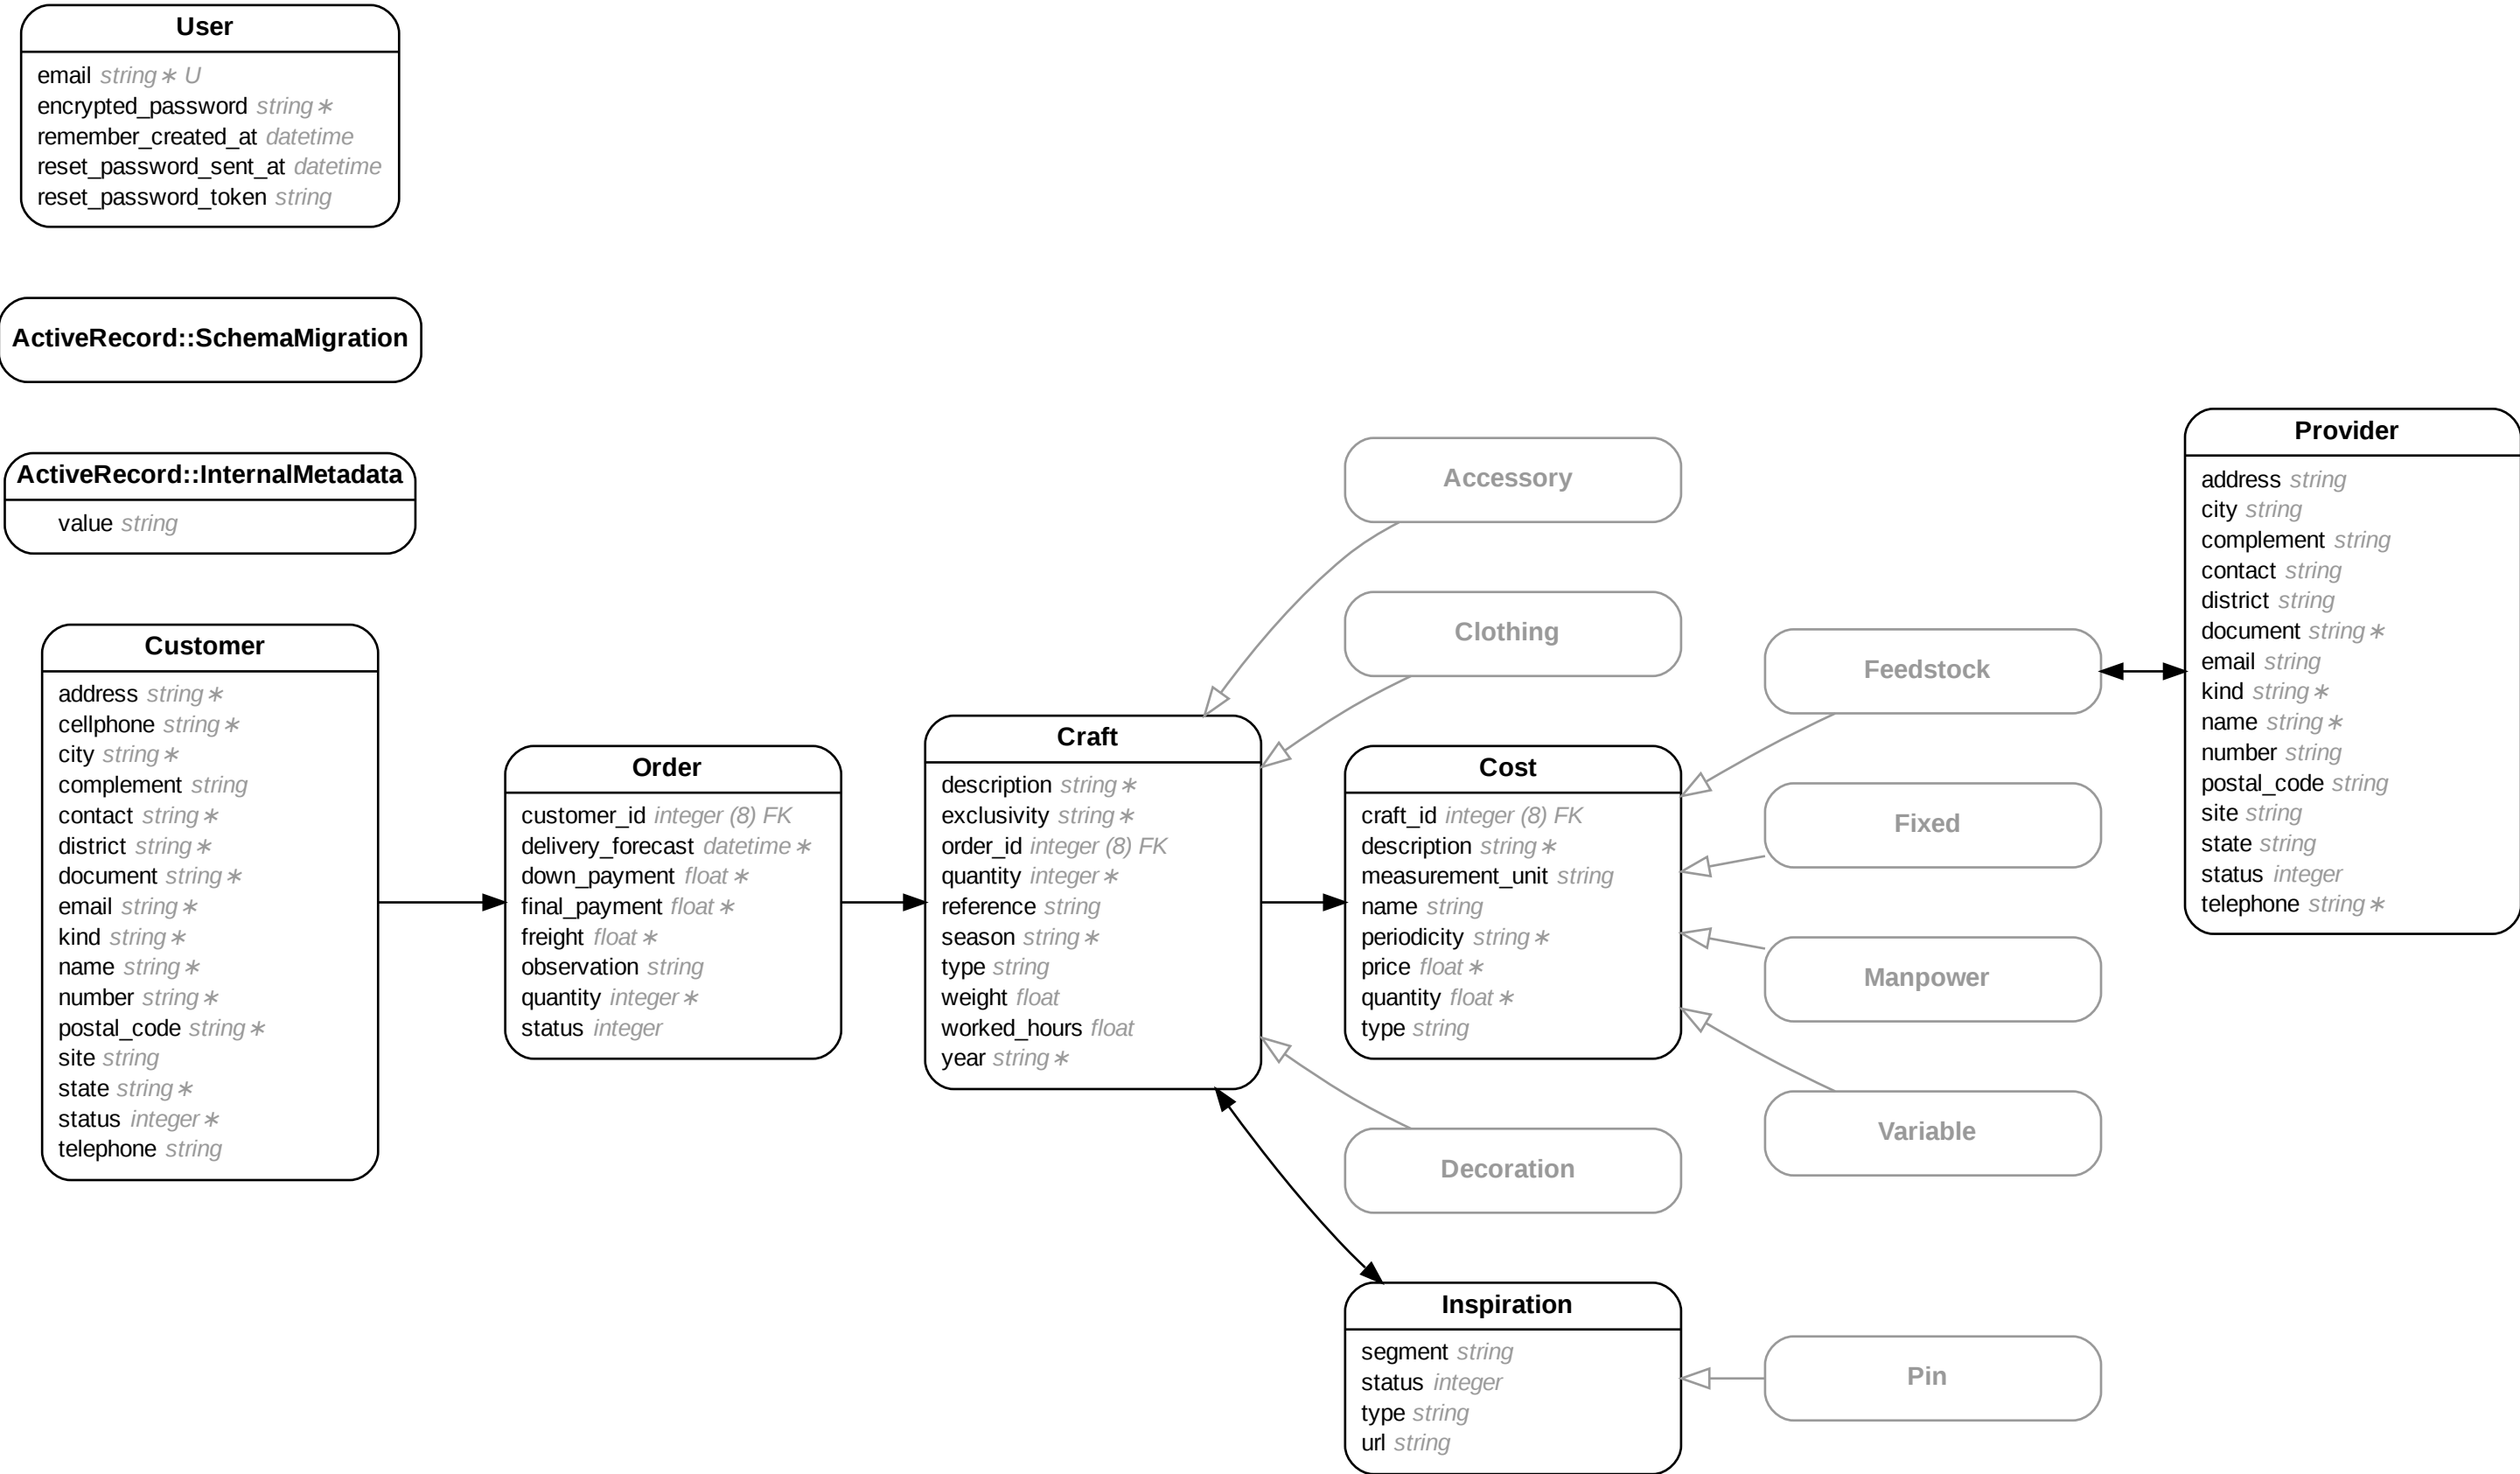 User
email string∗ U
encrypted_password string∗
remember_created_at datetime
reset_password_sent_at datetime
reset_password_token string
ActiveRecord::SchemaMigration
ActiveRecord::InternalMetadata
value string
Customer
address string∗
cellphone string∗
city string∗
complement string
contact string∗
district string∗
document string∗
email string∗
kind string∗
name string∗
number string∗
postal_code string∗
site string
state string∗
status integer∗
telephone string
Order
customer_id integer (8) FK
delivery_forecast datetime∗
down_payment float∗
final_payment float∗
freight float∗
observation string
quantity integer∗
status integer
Craft
description string∗
exclusivity string∗
order_id integer (8) FK
quantity integer∗
reference string
season string∗
type string
weight float
worked_hours float
year string∗
Accessory
Clothing
Cost
craft_id integer (8) FK
description string∗
measurement_unit string
name string
periodicity string∗
price float∗
quantity float∗
type string
Decoration
Inspiration
segment string
status integer
type string
url string
Feedstock
Fixed
Manpower
Variable
Pin
Provider
address string
city string
complement string
contact string
district string
document string∗
email string
kind string∗
name string∗
number string
postal_code string
site string
state string
status integer
telephone string∗